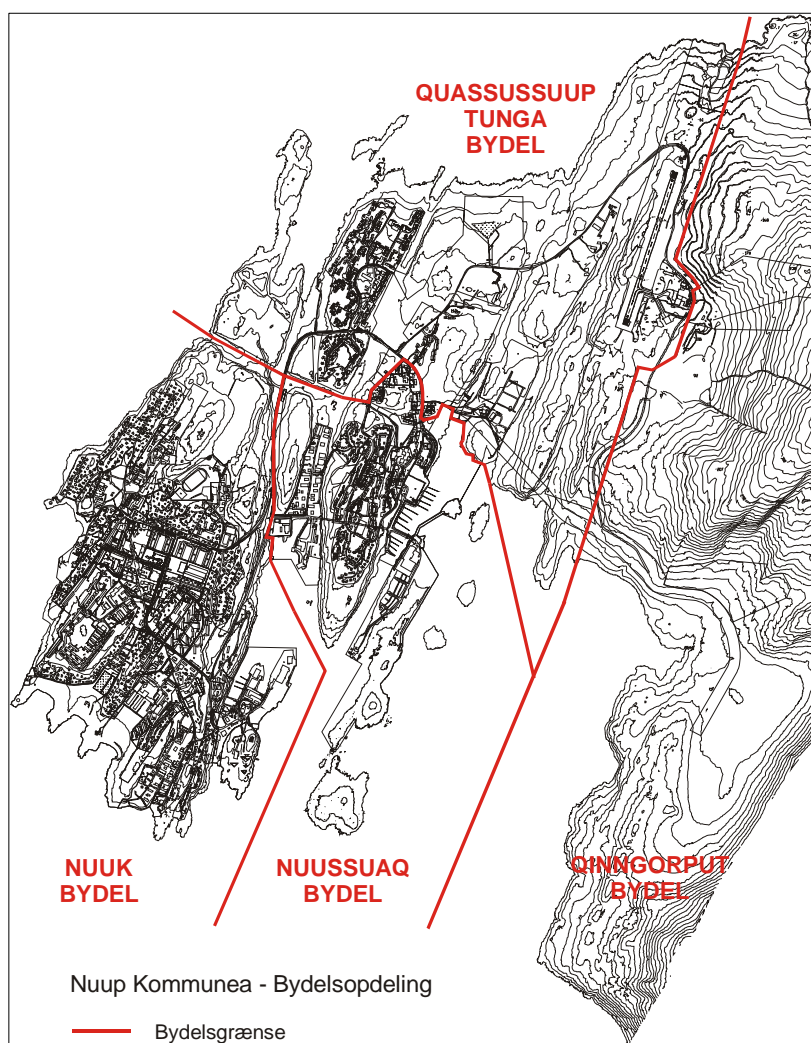 QUASSUSSUUP
TUNGA
BYDEL
NUUK
BYDEL
NUUSSUAQ
BYDEL
QINNGORPUT
BYDEL
Nuup Kommunea - Bydelsopdeling
Bydelsgrænse